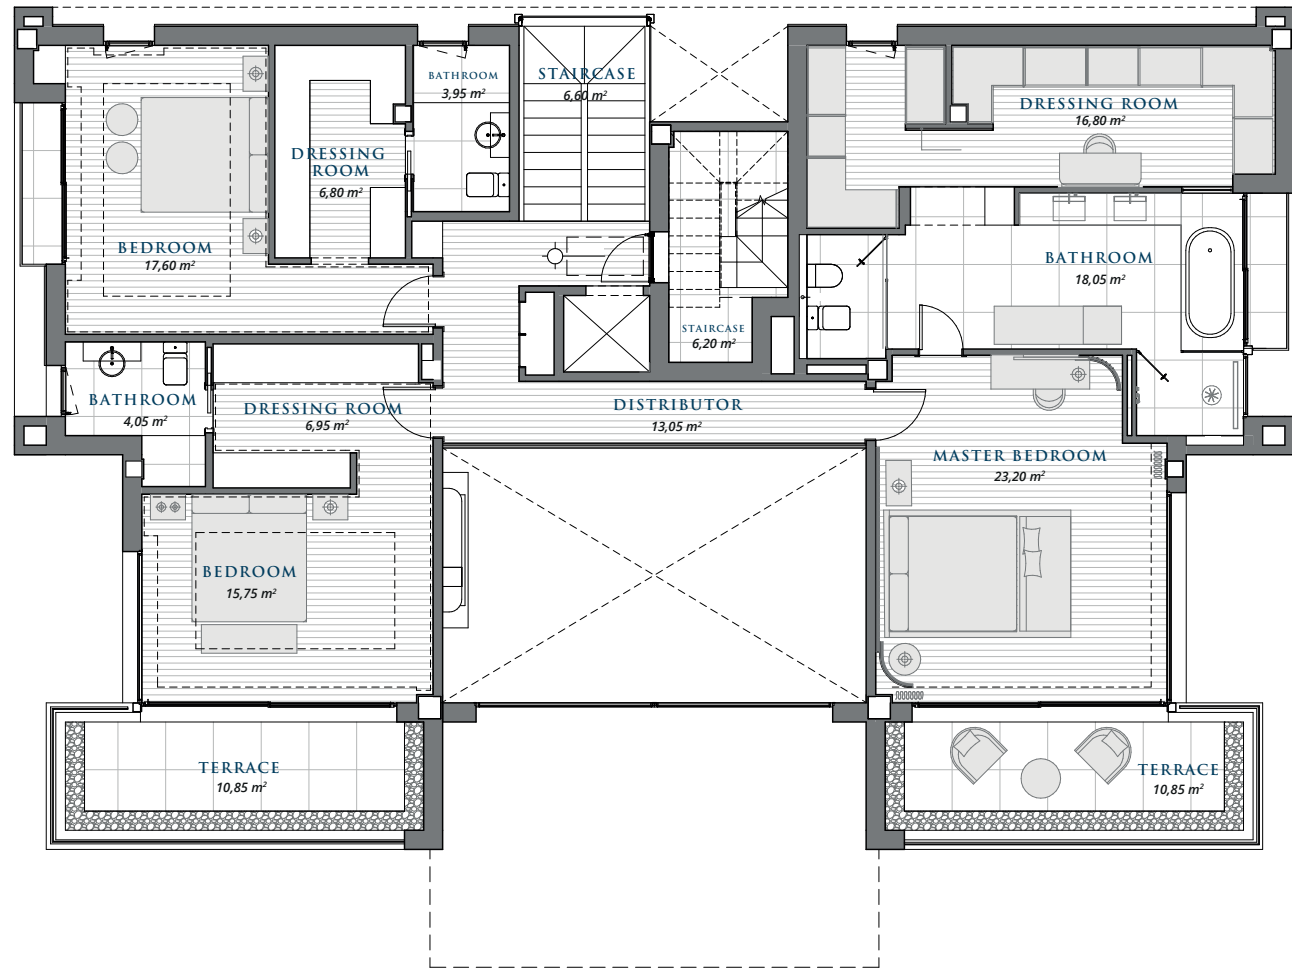 BATHROOM
3,95 m²
STAIRCASE
6,60 m²
DRESSING ROOM
16,80 m²
DRESSING
ROOM
6,80 m²
BEDROOM
17,60 m²
BATHROOM
18,05 m²
STAIRCASE
6,20 m²
BATHROOM
4,05 m²
DRESSING ROOM
6,95 m²
DISTRIBUTOR
13,05 m²
MASTER BEDROOM
23,20 m²
BEDROOM
15,75 m²
TERRACE
10,85 m²
TERRACE
10,85 m²